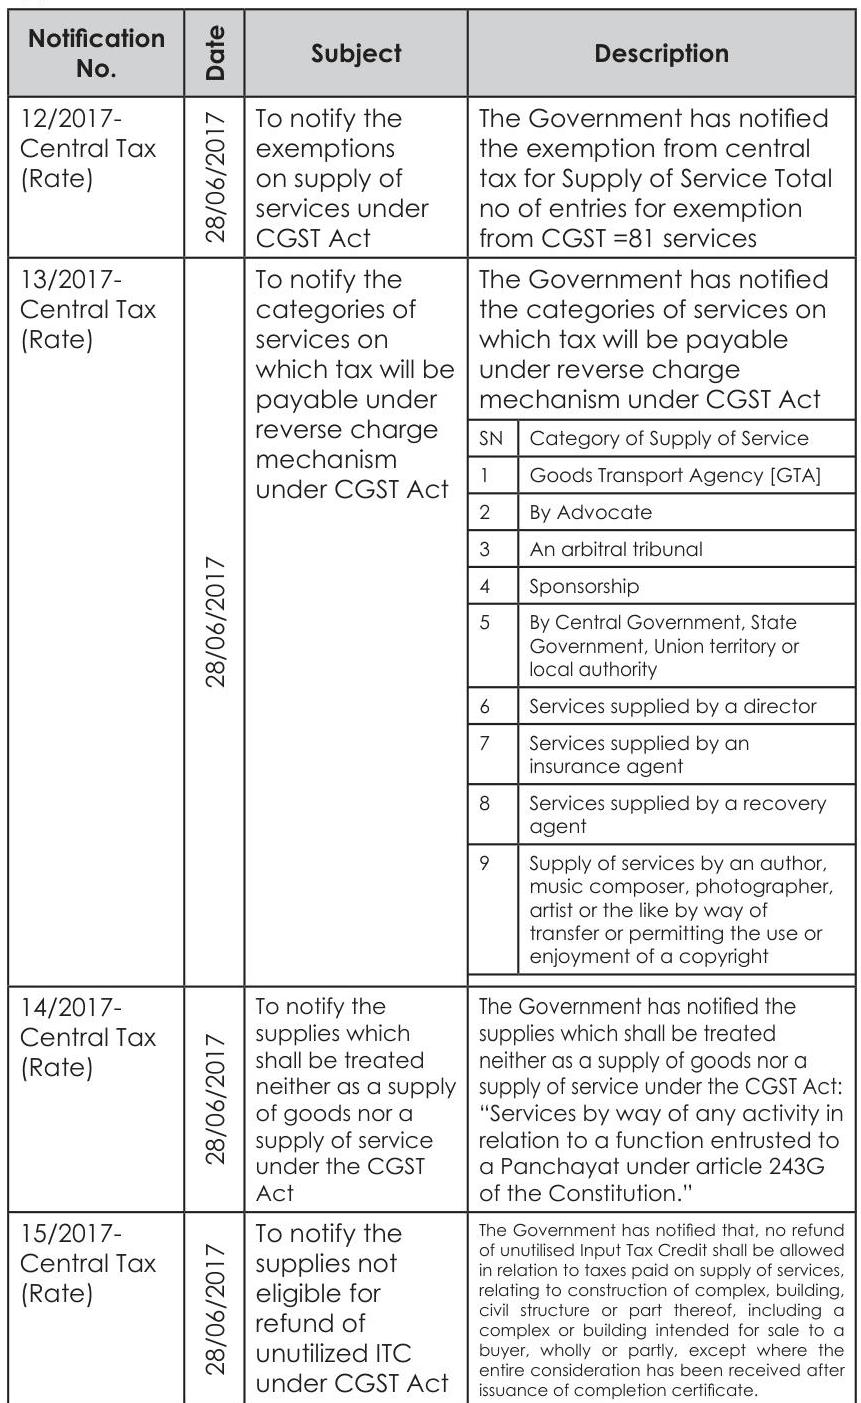 Notification
No.
Date
Subject
Description
12/2017-
Central Tax
(Rate)
28/06/2017
To notify the
exemptions
on supply of
services under
CGST Act
The Government has notified
the exemption from central
tax for Supply of Service Total
no of entries for exemption
from CGST =81 services
13/2017-
Central Tax
(Rate)
28/06/2017
To notify the
categories of
services on
which tax will be
payable under
reverse charge
mechanism
under CGST Act
The Government has notified
the categories of services on
which tax will be payable
under reverse charge
mechanism under CGST Act
SN Category of Supply of Service
1 Goods Transport Agency [GTA]
2 By Advocate
3 An arbitral tribunal
4 Sponsorship
5 By Central Government, State
Government, Union territory or
local authority
6 Services supplied by a director
7 Services supplied by an
insurance agent
8 Services supplied by a recovery
agent
9 Supply of services by an author,
music composer, photographer,
artist or the like by way of
transfer or permitting the use or
enjoyment of a copyright
14/2017-
Central Tax
(Rate)
28/06/2017
To notify the
supplies which
shall be treated
neither as a supply
of goods nor a
supply of service
under the CGST
Act
The Government has notified the
supplies which shall be treated
neither as a supply of goods nor a
supply of service under the CGST Act:
“Services by way of any activity in
relation to a function entrusted to
a Panchayat under article 243G
of the Constitution.”
15/2017-
Central Tax
(Rate)
28/06/2017
To notify the
supplies not
eligible for
refund of
unutilized ITC
under CGST Act
The Government has notified that, no refund
of unutilised Input Tax Credit shall be allowed
in relation to taxes paid on supply of services,
relating to construction of complex, building,
civil structure or part thereof, including a
complex or building intended for sale to a
buyer, wholly or partly, except where the
entire consideration has been received after
issuance of completion certificate.